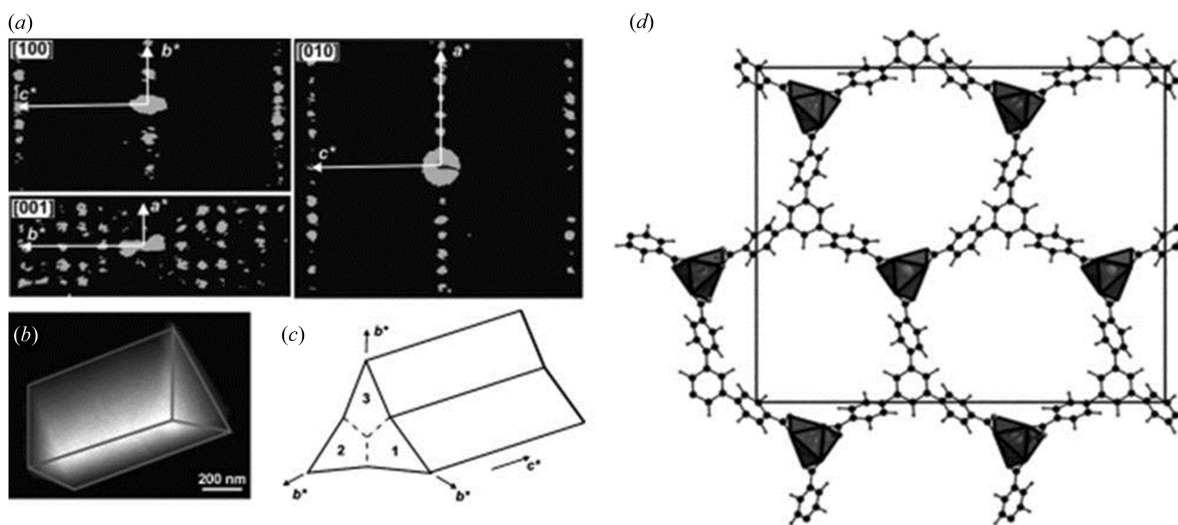 (a)
[100]
b*
c*
[010]
a*
c*
[001]
a*
b*
(b)
200 nm
(c)
b*
3
2
1
b*
b*
c*
(d)